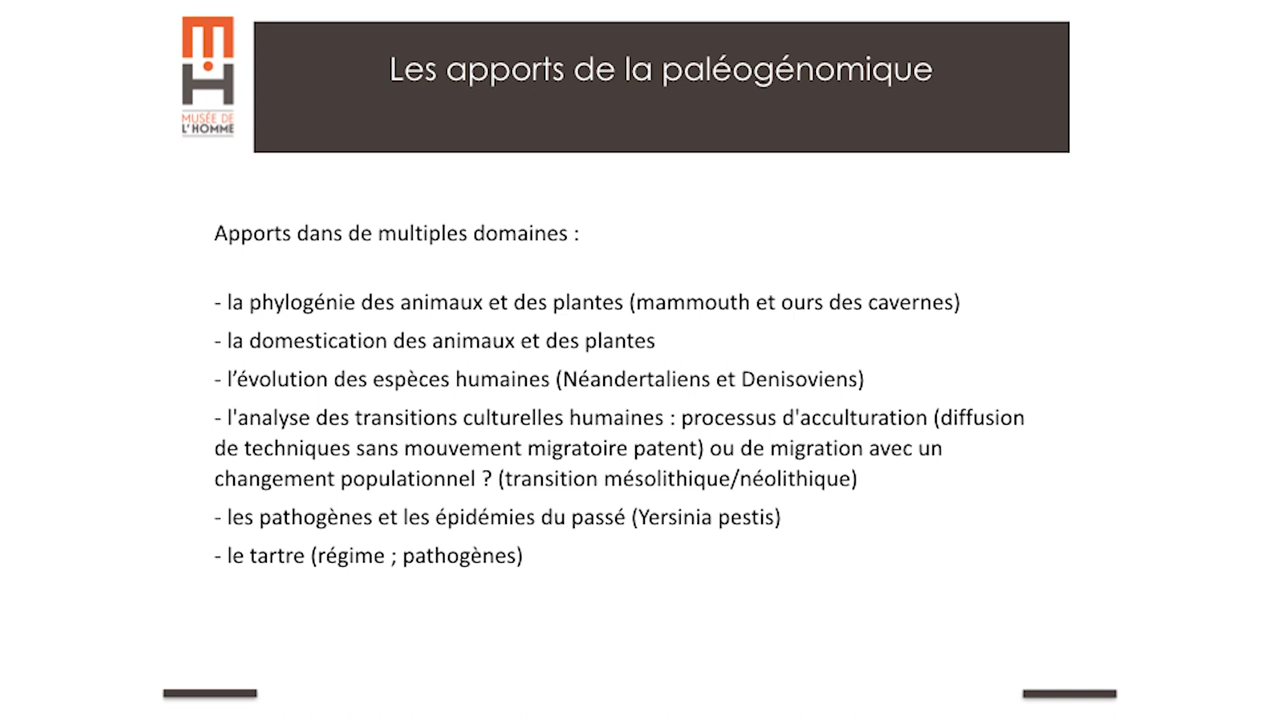 MUSÉE DE
L'HOMME
Les apports de la paléogénomique
Apports dans de multiples domaines :
- la phylogénie des animaux et des plantes (mammouth et ours des cavernes)
- la domestication des animaux et des plantes
- l’évolution des espèces humaines (Néandertaliens et Denisoviens)
- l'analyse des transitions culturelles humaines : processus d'acculturation (diffusion
de techniques sans mouvement migratoire patent) ou de migration avec un
changement populationnel ? (transition mésolithique/néolithique)
- les pathogènes et les épidémies du passé (Yersinia pestis)
- le tartre (régime ; pathogènes)